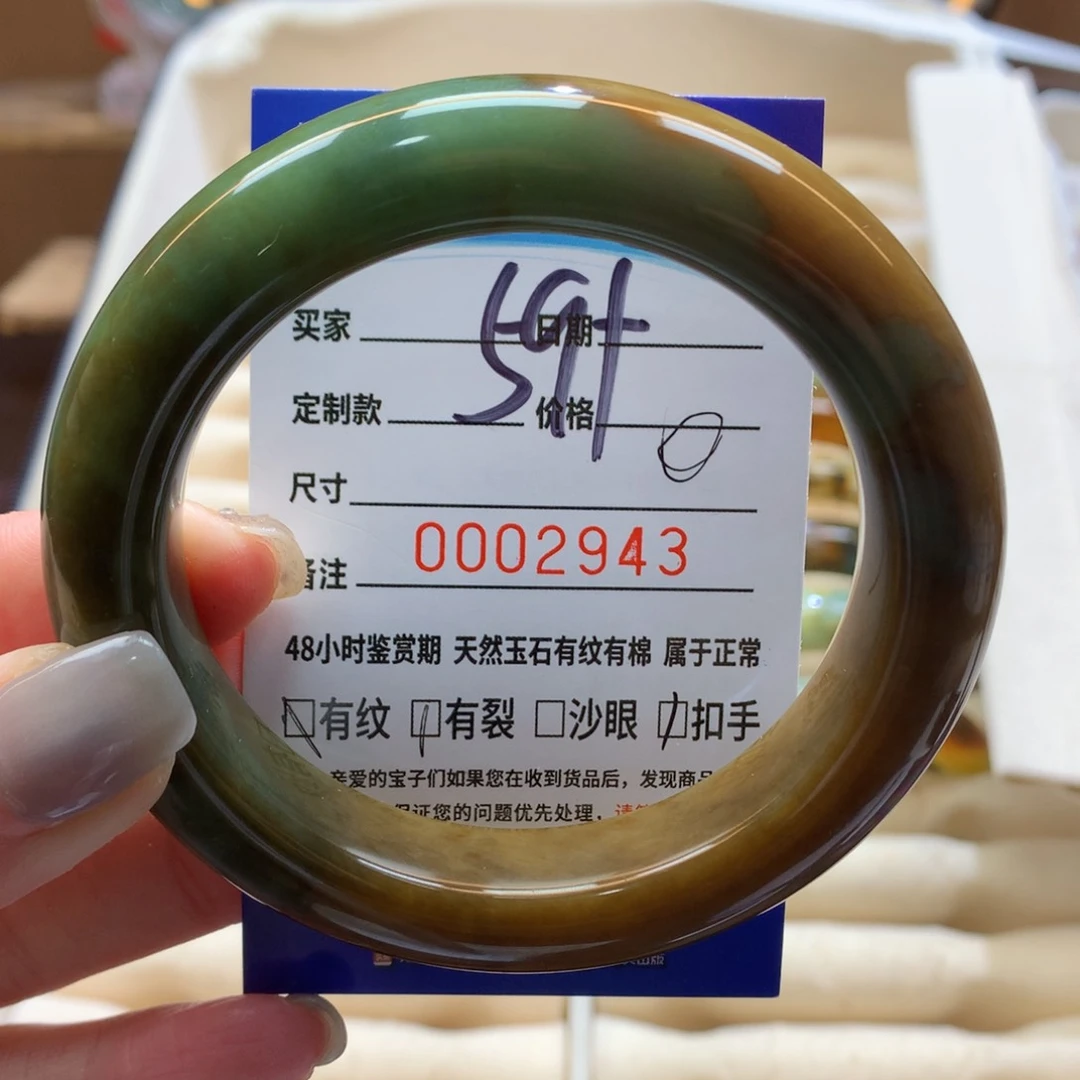 买家 日期
59
定制款 价格
尺寸
0002943
备注
48小时鉴赏期 天然玉石有纹有棉 属于正常
□有纹 □有裂 □沙眼 □扣手
亲爱的宝子们如果您在收到货品后，发现商品
保证您的问题优先处理，请